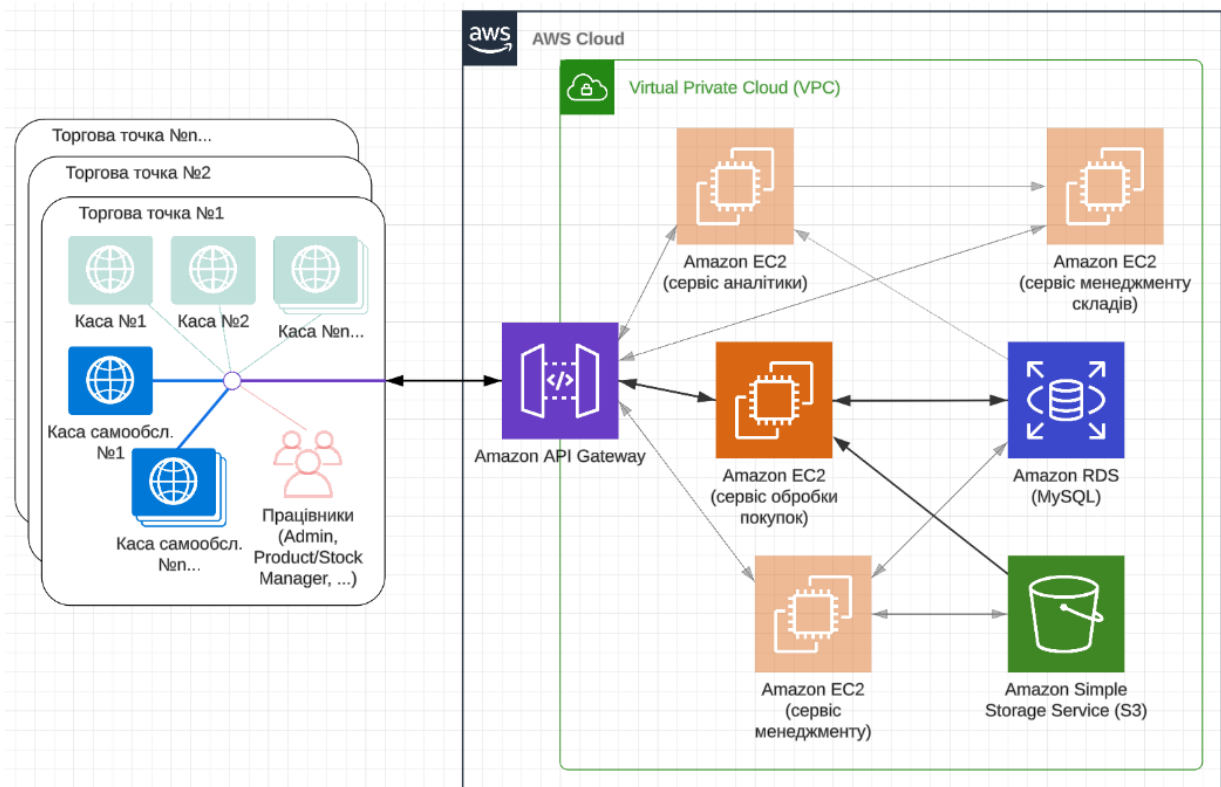 aws
AWS Cloud
Virtual Private Cloud (VPC)
Торгова точка №n...
Торгова точка №2
Торгова точка №1
Каса №1
Каса №2
Каса №n...
Каса самообсл.
№1
Каса самообсл.
№n...
Працівники
(Admin,
Product/Stock
Manager, ...)
Amazon API Gateway
Amazon EC2
(сервіс аналітики)
Amazon EC2
(сервіс менеджменту
складів)
Amazon EC2
(сервіс обробки
покупок)
Amazon RDS
(MySQL)
Amazon EC2
(сервіс
менеджменту)
Amazon Simple
Storage Service (S3)